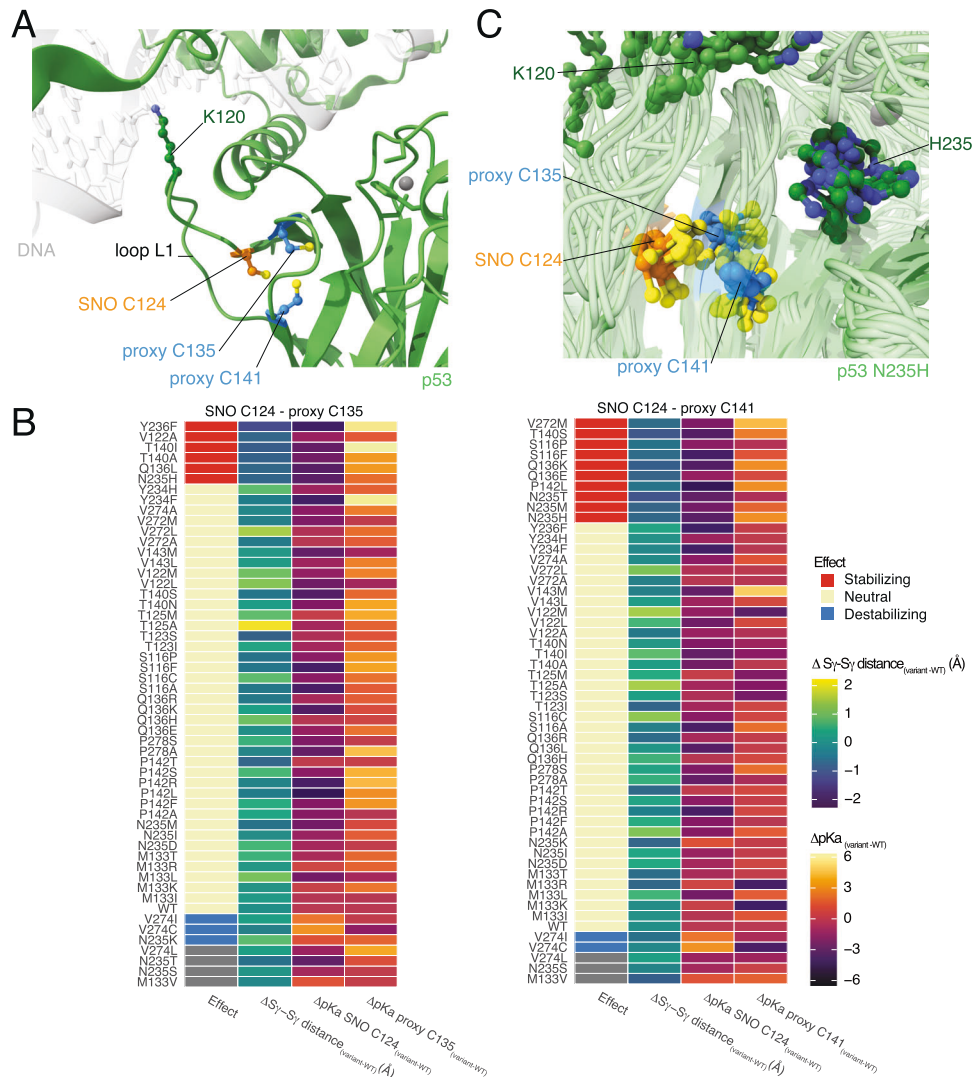 A
K120
DNA
loop L1
SNO C124
proxy C135
proxy C141
p53
C
K120
H235
proxy C135
SNO C124
proxy C141
p53 N235H
B
SNO C124 - proxy C135
Y236F
V122A
T140I
T140A
Q136L
N235H
Y234H
Y234F
V274A
V272M
V272L
V272A
V143M
V143L
V122M
V122L
T140S
T140N
T125M
T125A
T123S
T123I
S116P
S116F
S116C
S116A
Q136R
Q136K
Q136H
Q136E
P278S
P278A
P142T
P142S
P142R
P142L
P142F
P142A
N235M
N235I
N235D
M133T
M133R
M133L
M133K
M133I
WT
V274I
V274C
N235K
V274L
N235T
N235S
M133V
Effect
ΔSγ−Sγ distance(variant-WT) (Å)
ΔpKa SNO C124(variant-WT)
ΔpKa proxy C135(variant-WT)
SNO C124 - proxy C141
V272M
T140S
S116P
S116F
Q136K
Q136E
P142L
N235T
N235M
N235H
Y236F
Y234H
Y234F
V274A
V272L
V272A
V143M
V143L
V122M
V122L
V122A
T140N
T140I
T140A
T125M
T125A
T123S
T123I
S116C
S116A
Q136R
Q136L
Q136H
P278S
P278A
P142T
P142S
P142R
P142F
P142A
N235K
N235I
N235D
M133T
M133R
M133L
M133K
M133I
WT
V274I
V274C
V274L
N235S
M133V
Effect
ΔSγ−Sγ distance(variant-WT) (Å)
ΔpKa SNO C124(variant-WT)
ΔpKa proxy C141(variant-WT)
Effect
Stabilizing
Neutral
Destabilizing
Δ Sγ-Sγ distance(variant-WT) (Å)
2
1
0
−1
−2
ΔpKa (variant-WT)
6
3
0
−3
−6